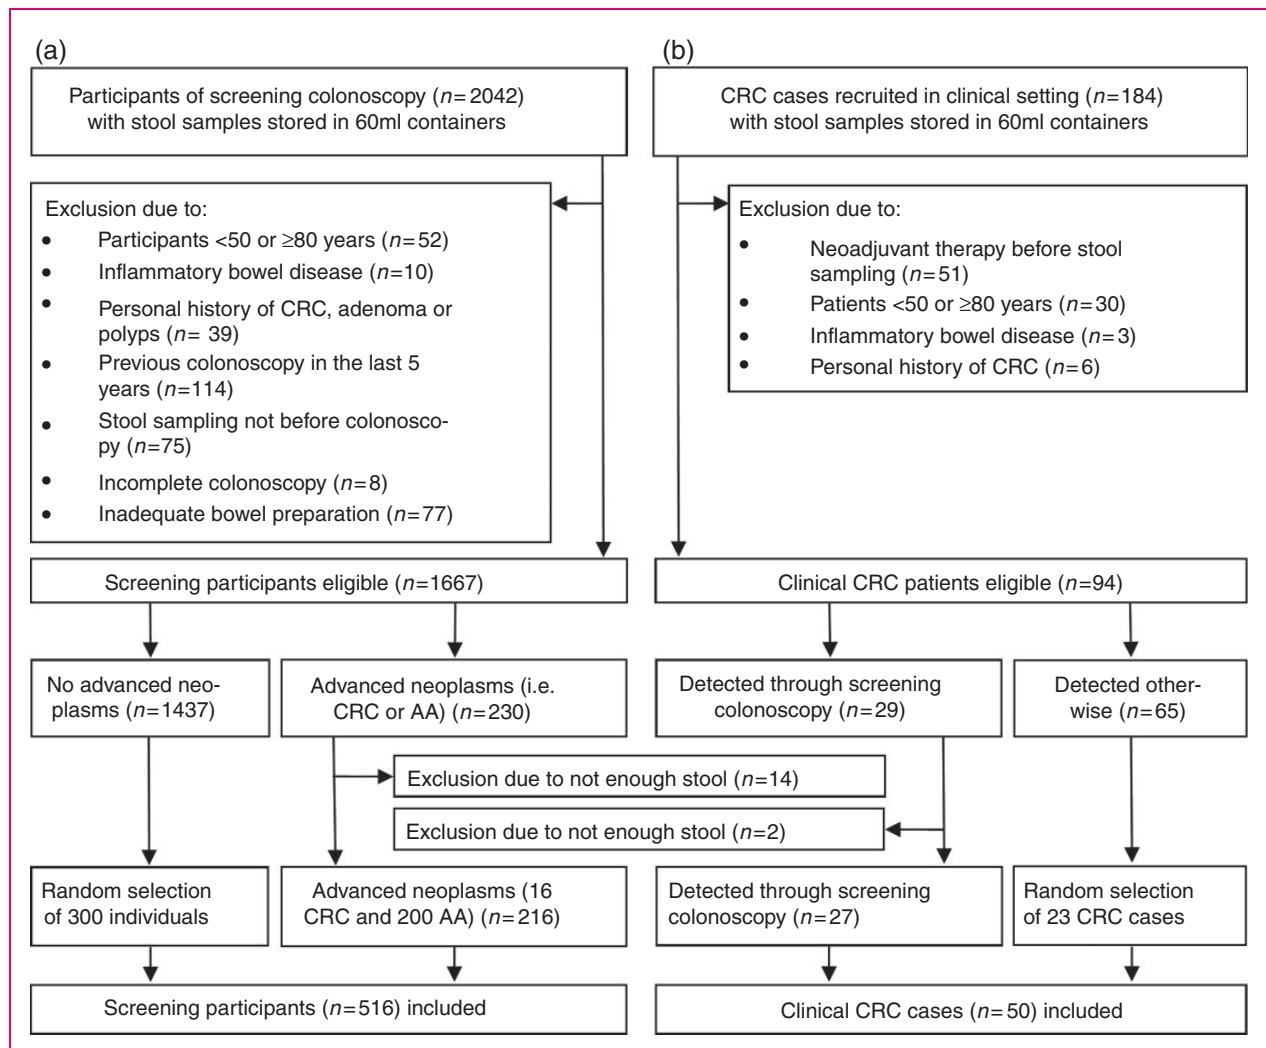 (a)
Participants of screening colonoscopy (n=2042)
with stool samples stored in 60ml containers
Exclusion due to:
• Participants <50 or ≥80 years (n=52)
• Inflammatory bowel disease (n=10)
• Personal history of CRC, adenoma or
polyps (n= 39)
• Previous colonoscopy in the last 5
years (n=114)
• Stool sampling not before colonosco-
py (n=75)
• Incomplete colonoscopy (n=8)
• Inadequate bowel preparation (n=77)
Screening participants eligible (n=1667)
No advanced neo-
plasms (n=1437)
Advanced neoplasms (i.e.
CRC or AA) (n=230)
Exclusion due to not enough stool (n=14)
Random selection
of 300 individuals
Advanced neoplasms (16
CRC and 200 AA) (n=216)
Screening participants (n=516) included
(b)
CRC cases recruited in clinical setting (n=184)
with stool samples stored in 60ml containers
Exclusion due to:
• Neoadjuvant therapy before stool
sampling (n=51)
• Patients <50 or ≥80 years (n=30)
• Inflammatory bowel disease (n=3)
• Personal history of CRC (n=6)
Clinical CRC patients eligible (n=94)
Detected through screening
colonoscopy (n=29)
Detected other-
wise (n=65)
Exclusion due to not enough stool (n=2)
Detected through screening
colonoscopy (n=27)
Random selection
of 23 CRC cases
Clinical CRC cases (n=50) included